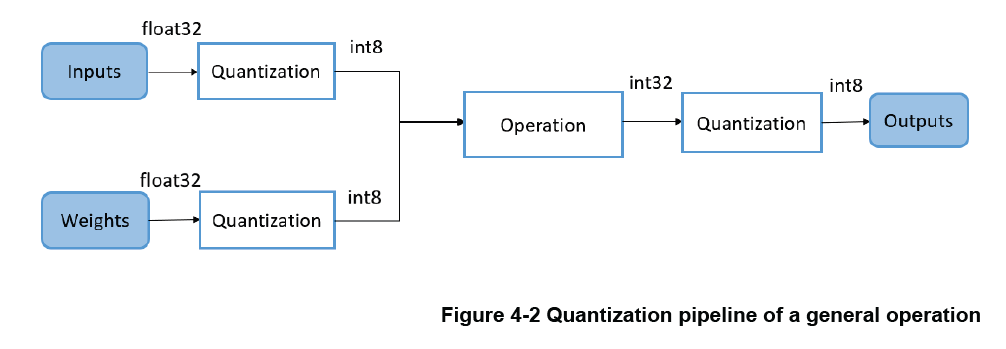 float32
int8
Inputs
Quantization
int32
int8
Operation
Quantization
Outputs
float32
int8
Weights
Quantization
Figure 4-2 Quantization pipeline of a general operation